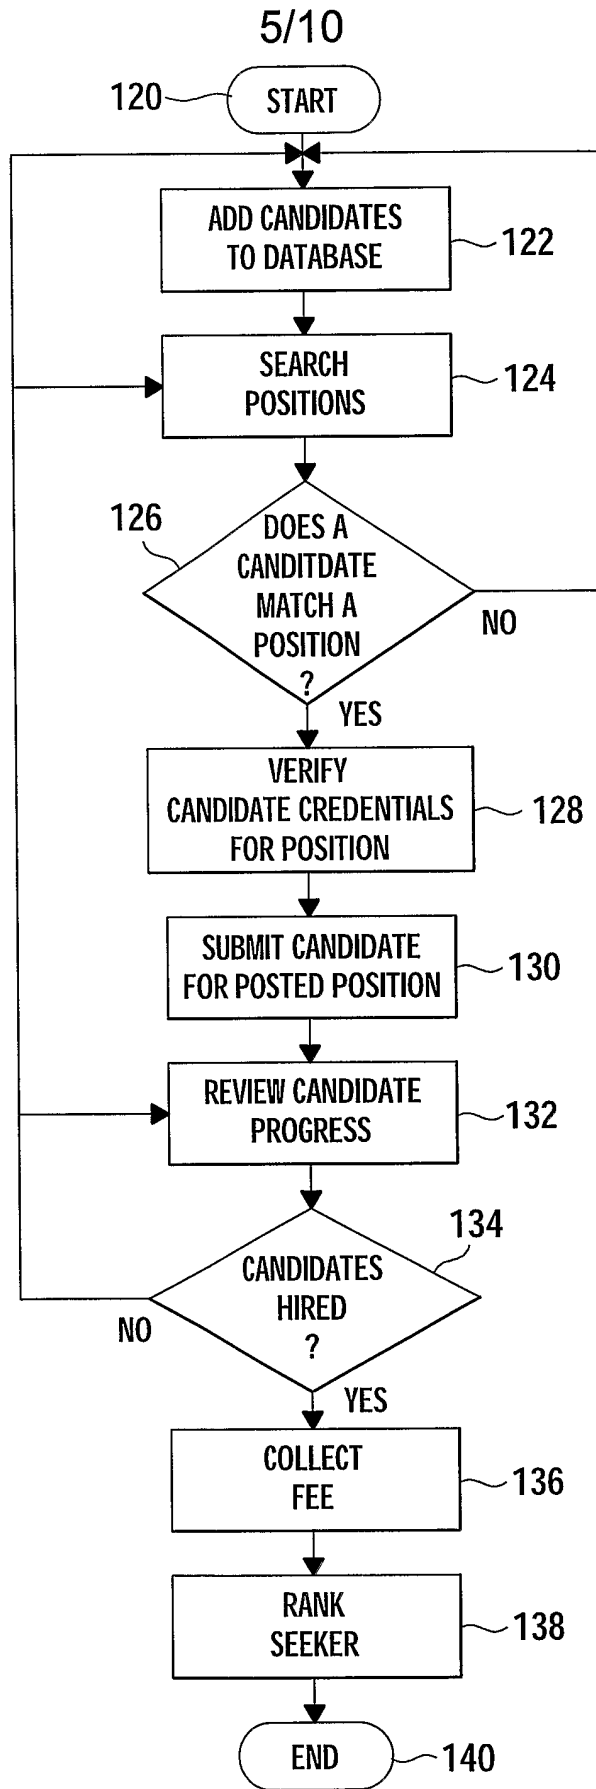 5/10
120
START
ADD CANDIDATES
TO DATABASE
122
SEARCH
POSITIONS
124
126
DOES A
CANDITDATE
MATCH A
POSITION
?
NO
YES
VERIFY
CANDIDATE CREDENTIALS
FOR POSITION
128
SUBMIT CANDIDATE
FOR POSTED POSITION
130
REVIEW CANDIDATE
PROGRESS
132
134
CANDIDATES
HIRED
?
NO
YES
COLLECT
FEE
136
RANK
SEEKER
138
END
140